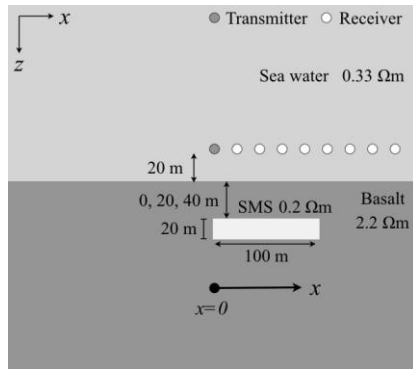 x
z
Transmitter Receiver
Sea water 0.33 Ωm
20 m
0, 20, 40 m
SMS 0.2 Ωm
Basalt
2.2 Ωm
20 m
100 m
x
x=0